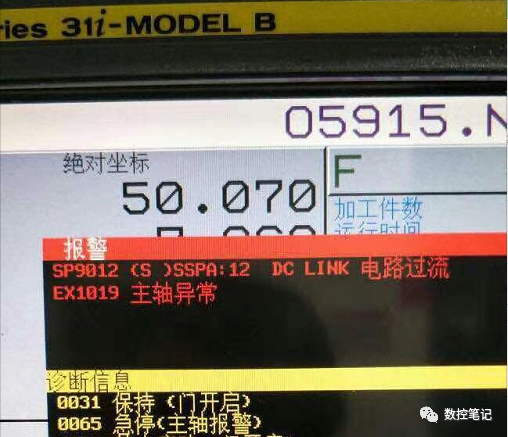 ries 31i-MODEL B
O5915.N
绝对坐标
50.070
F
加工件数
运行时间
报警
SP9012 (S )SSPA:12 DC LINK 电路过流
EX1019 主轴异常
诊断信息
0031 保持 (门开启)
0065 急停(主轴报警)
数控笔记